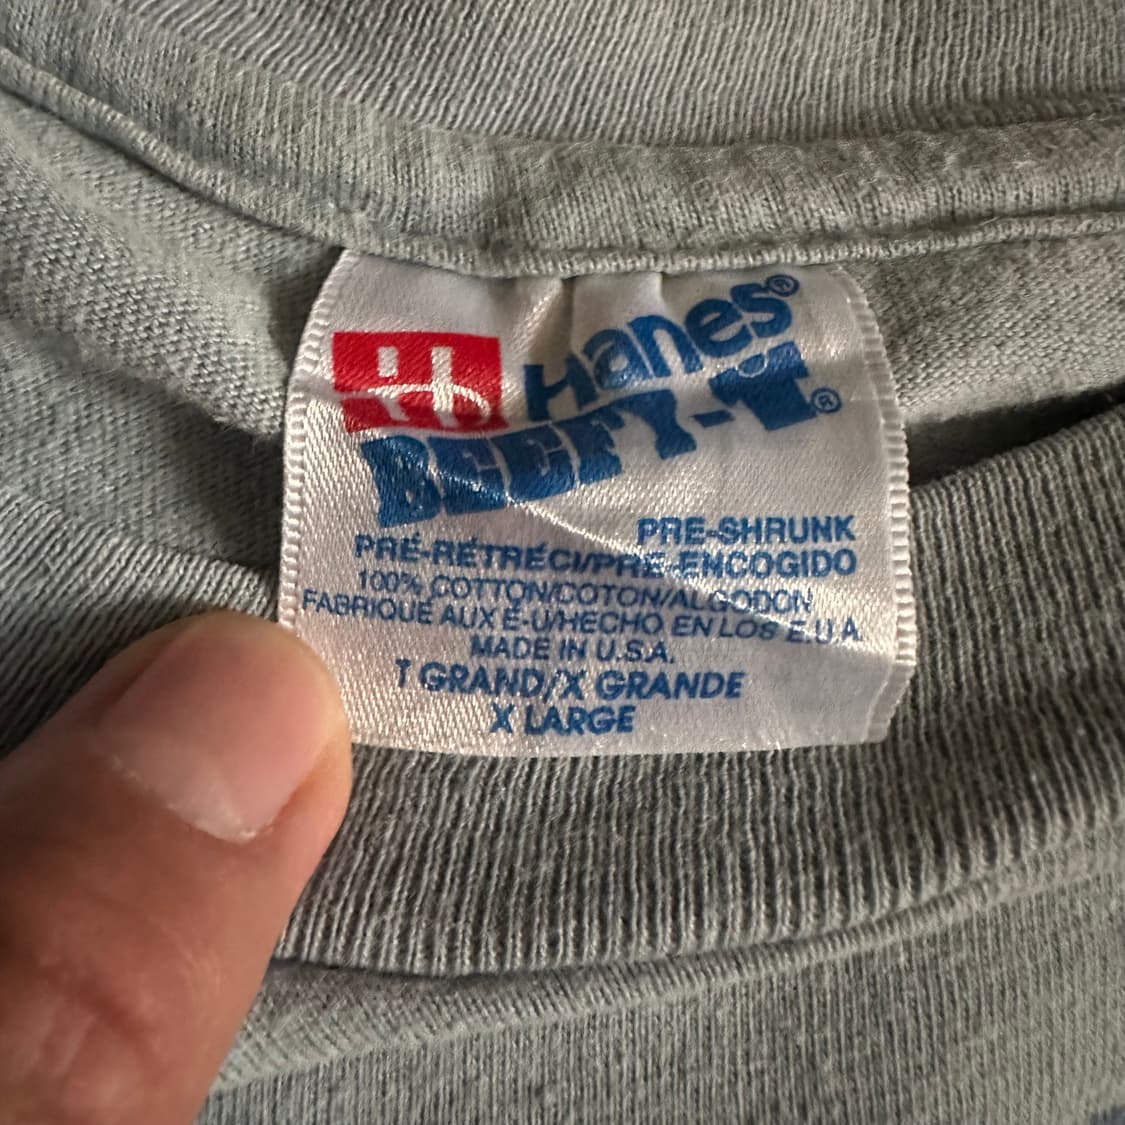 Hanes®
BEEFY-T®
PRE-SHRUNK
PRÉ-RÉTRÉCI/PRE-ENCOGIDO
100% COTTON/COTON/ALGODON
FABRIQUÉ AUX É-U/HECHO EN LOS E.U.A.
MADE IN U.S.A.
T GRAND/X GRANDE
X LARGE